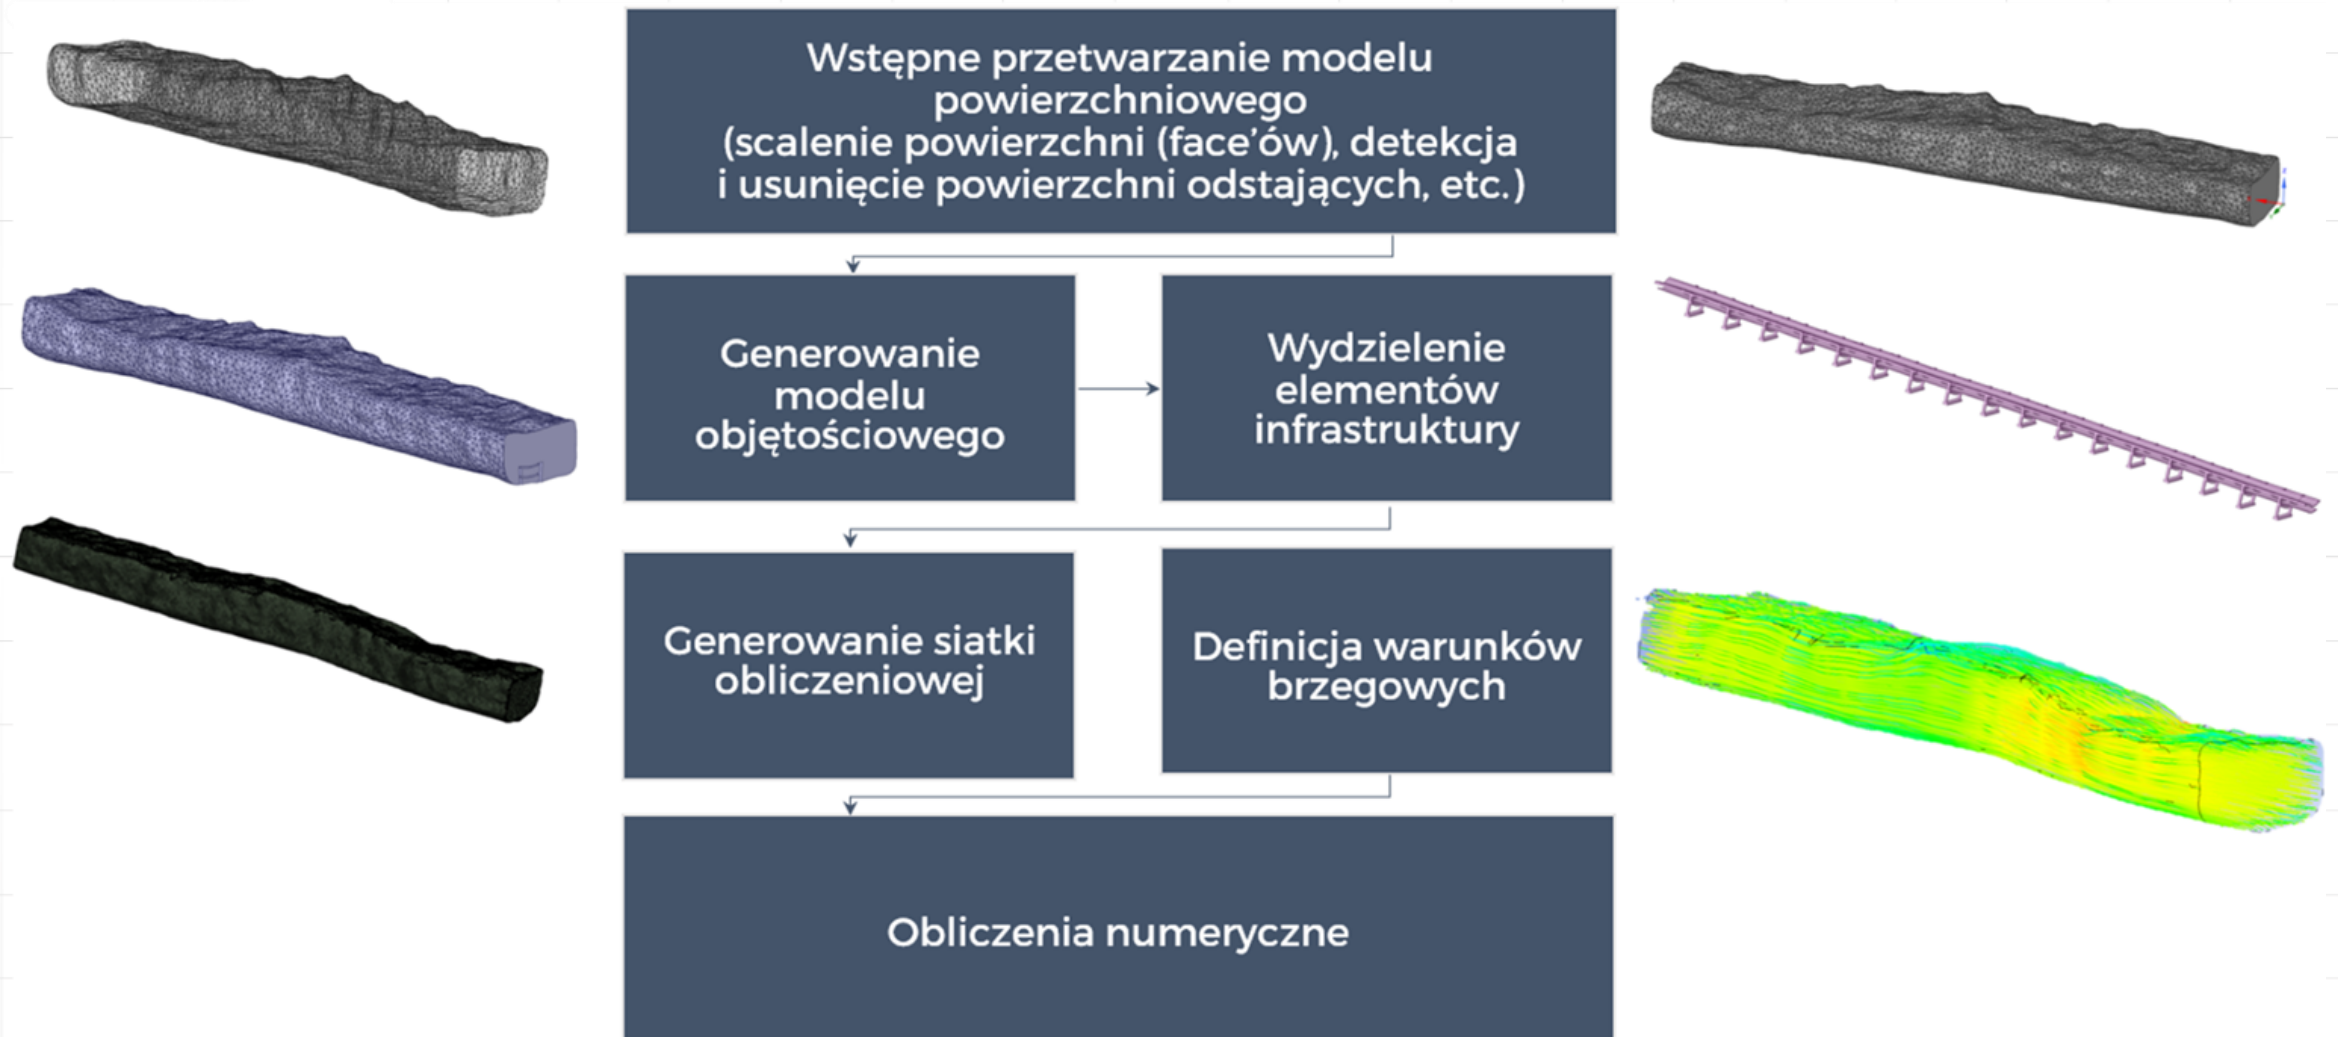 Wstępne przetwarzanie modelu
powierzchniowego
(scalenie powierzchni (face'ów), detekcja
i usunięcie powierzchni odstających, etc.)
Generowanie
modelu
objętościowego
Wydzielenie
elementów
infrastruktury
Generowanie siatki
obliczeniowej
Definicja warunków
brzegowych
Obliczenia numeryczne